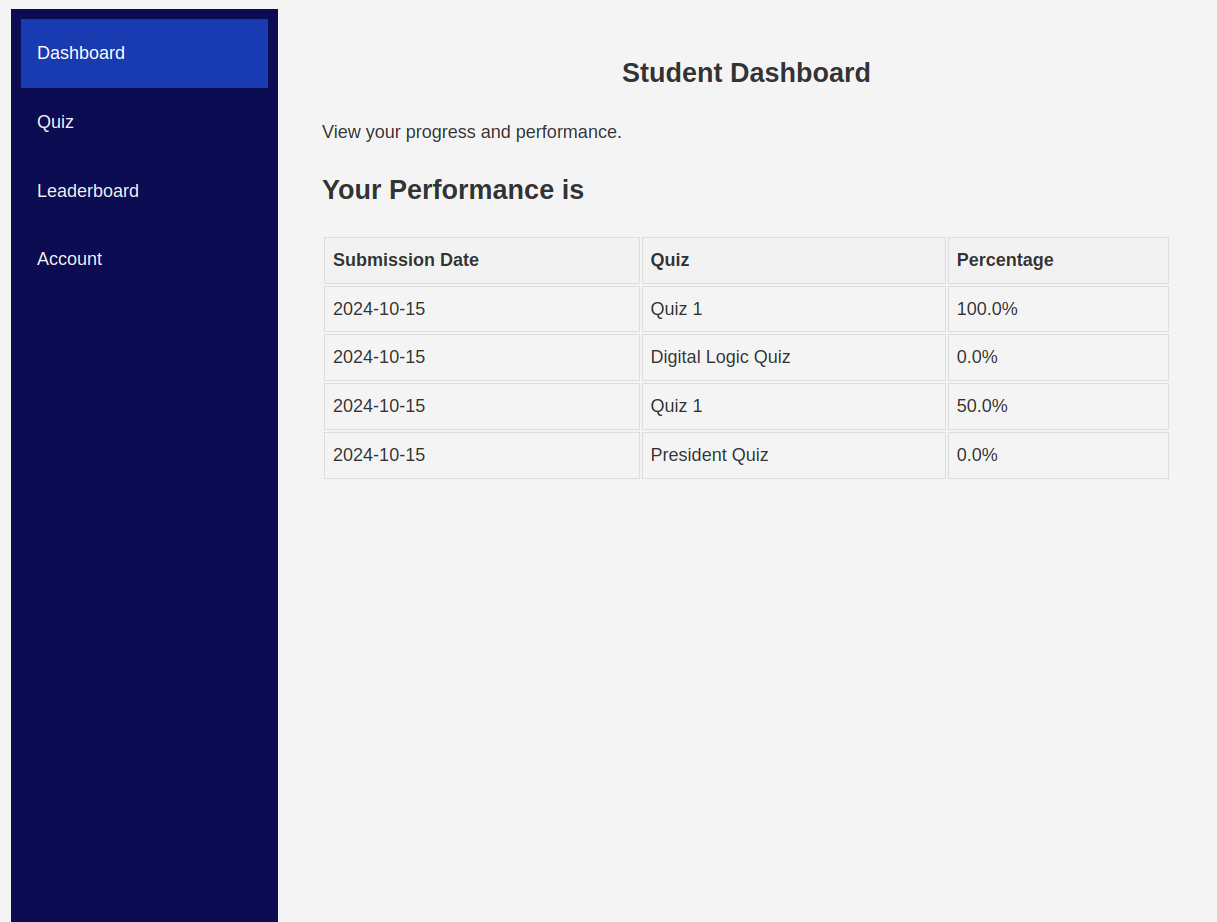 Dashboard
Quiz
Leaderboard
Account
Student Dashboard
View your progress and performance.
Your Performance is
Submission Date Quiz Percentage
2024-10-15 Quiz 1 100.0%
2024-10-15 Digital Logic Quiz 0.0%
2024-10-15 Quiz 1 50.0%
2024-10-15 President Quiz 0.0%